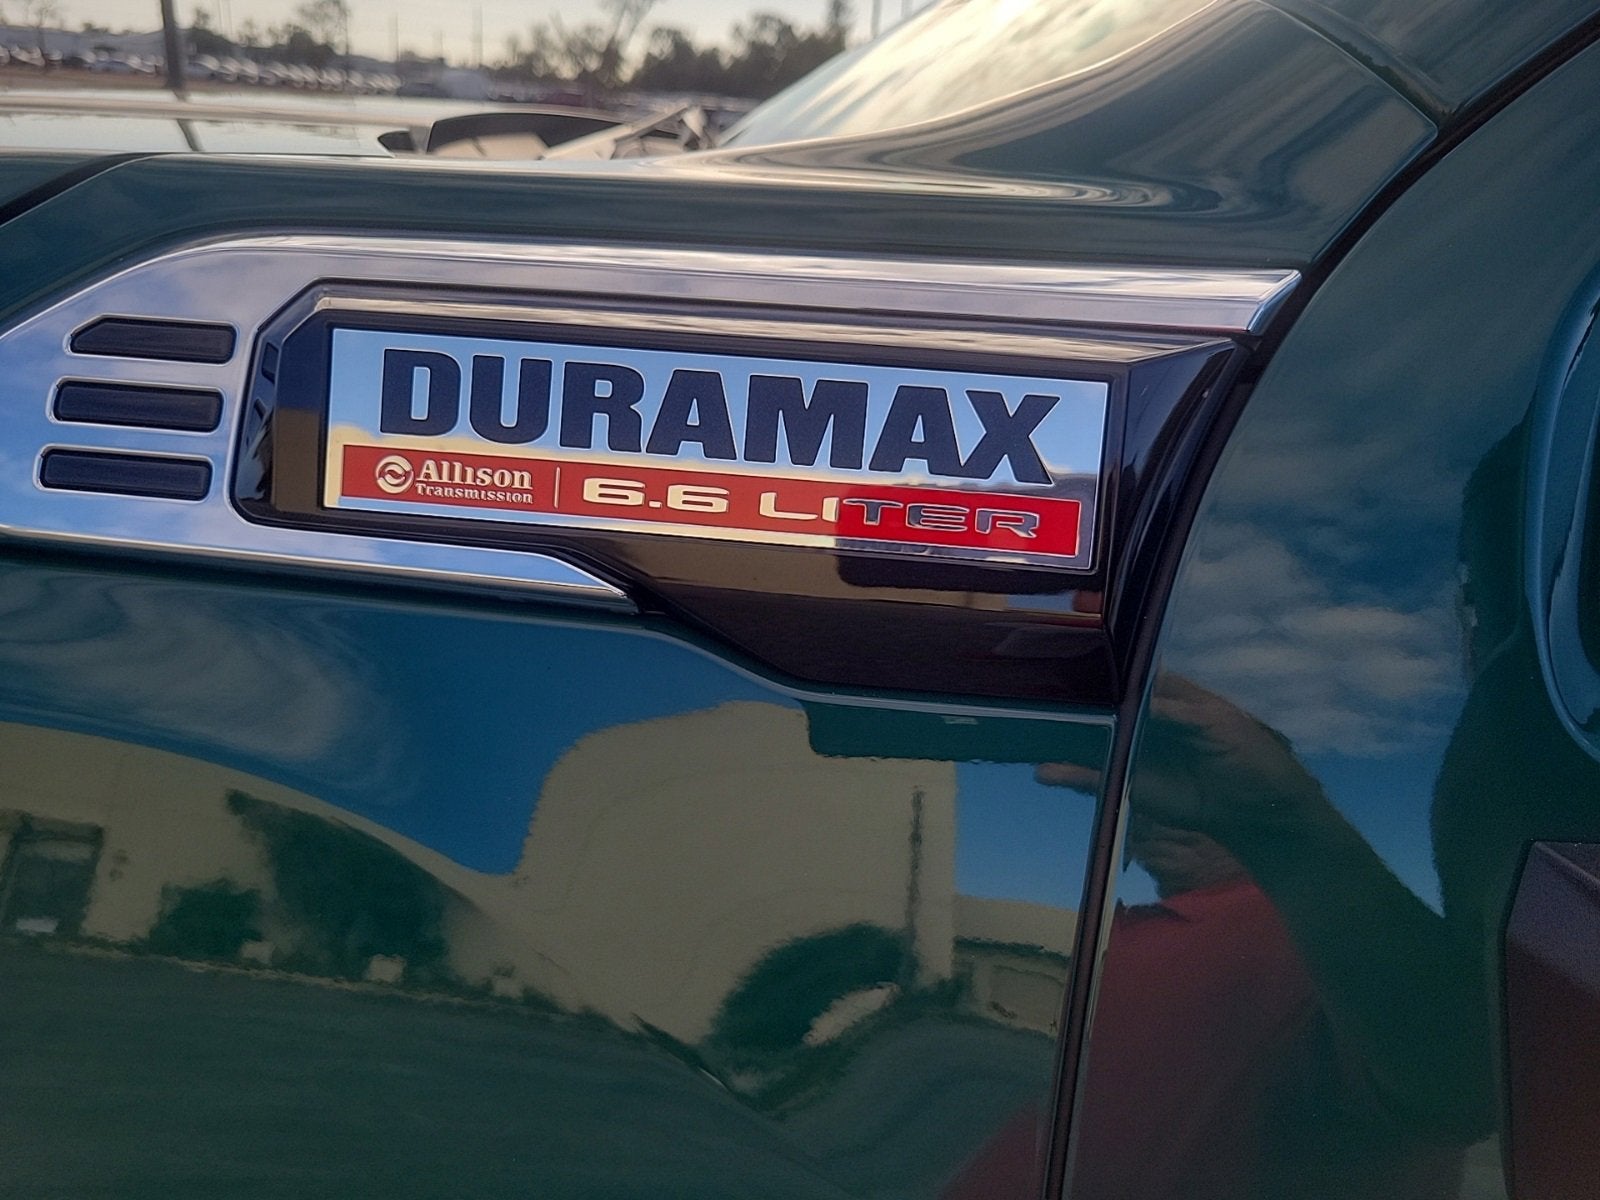 DURAMAX
Allison
Transmission
6.6 LITER